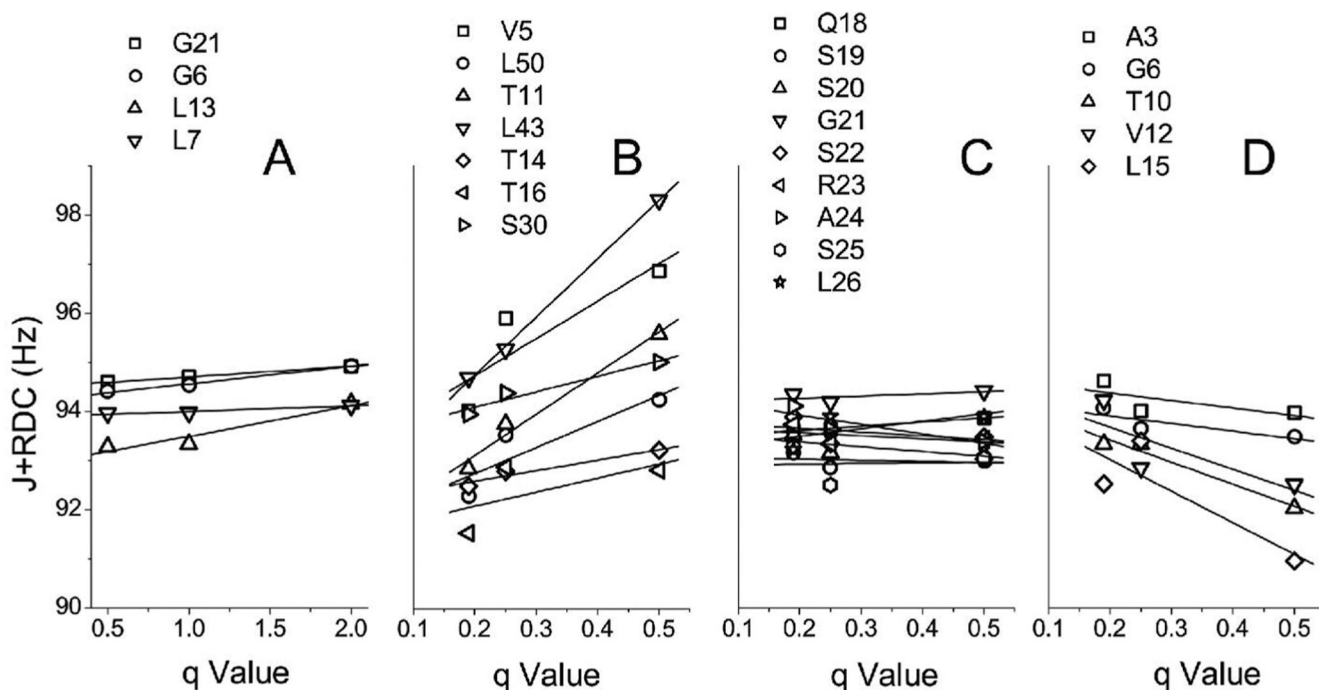 G21
G6
L13
L7
A
V5
L50
T11
L43
T14
T16
S30
B
Q18
S19
S20
G21
S22
R23
A24
S25
L26
C
A3
G6
T10
V12
L15
D
J+RDC (Hz)
98
96
94
92
90
0.5 1.0 1.5 2.0
q Value
0.1 0.2 0.3 0.4 0.5
q Value
0.1 0.2 0.3 0.4 0.5
q Value
0.1 0.2 0.3 0.4 0.5
q Value